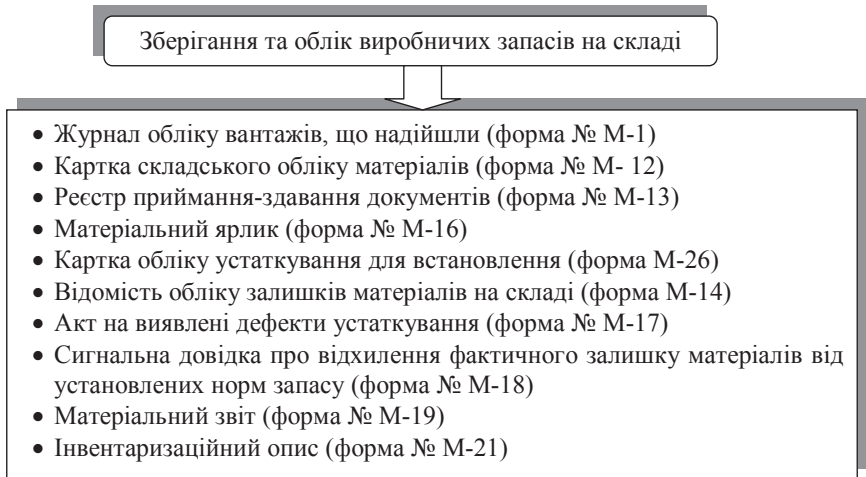 Зберігання та облік виробничих запасів на складі
• Журнал обліку вантажів, що надійшли (форма № М-1)
• Картка складського обліку матеріалів (форма № М- 12)
• Реєстр приймання-здавання документів (форма № М-13)
• Матеріальний ярлик (форма № М-16)
• Картка обліку устаткування для встановлення (форма М-26)
• Відомість обліку залишків матеріалів на складі (форма М-14)
• Акт на виявлені дефекти устаткування (форма № М-17)
• Сигнальна довідка про відхилення фактичного залишку матеріалів від
установлених норм запасу (форма № М-18)
• Матеріальний звіт (форма № М-19)
• Інвентаризаційний опис (форма № М-21)